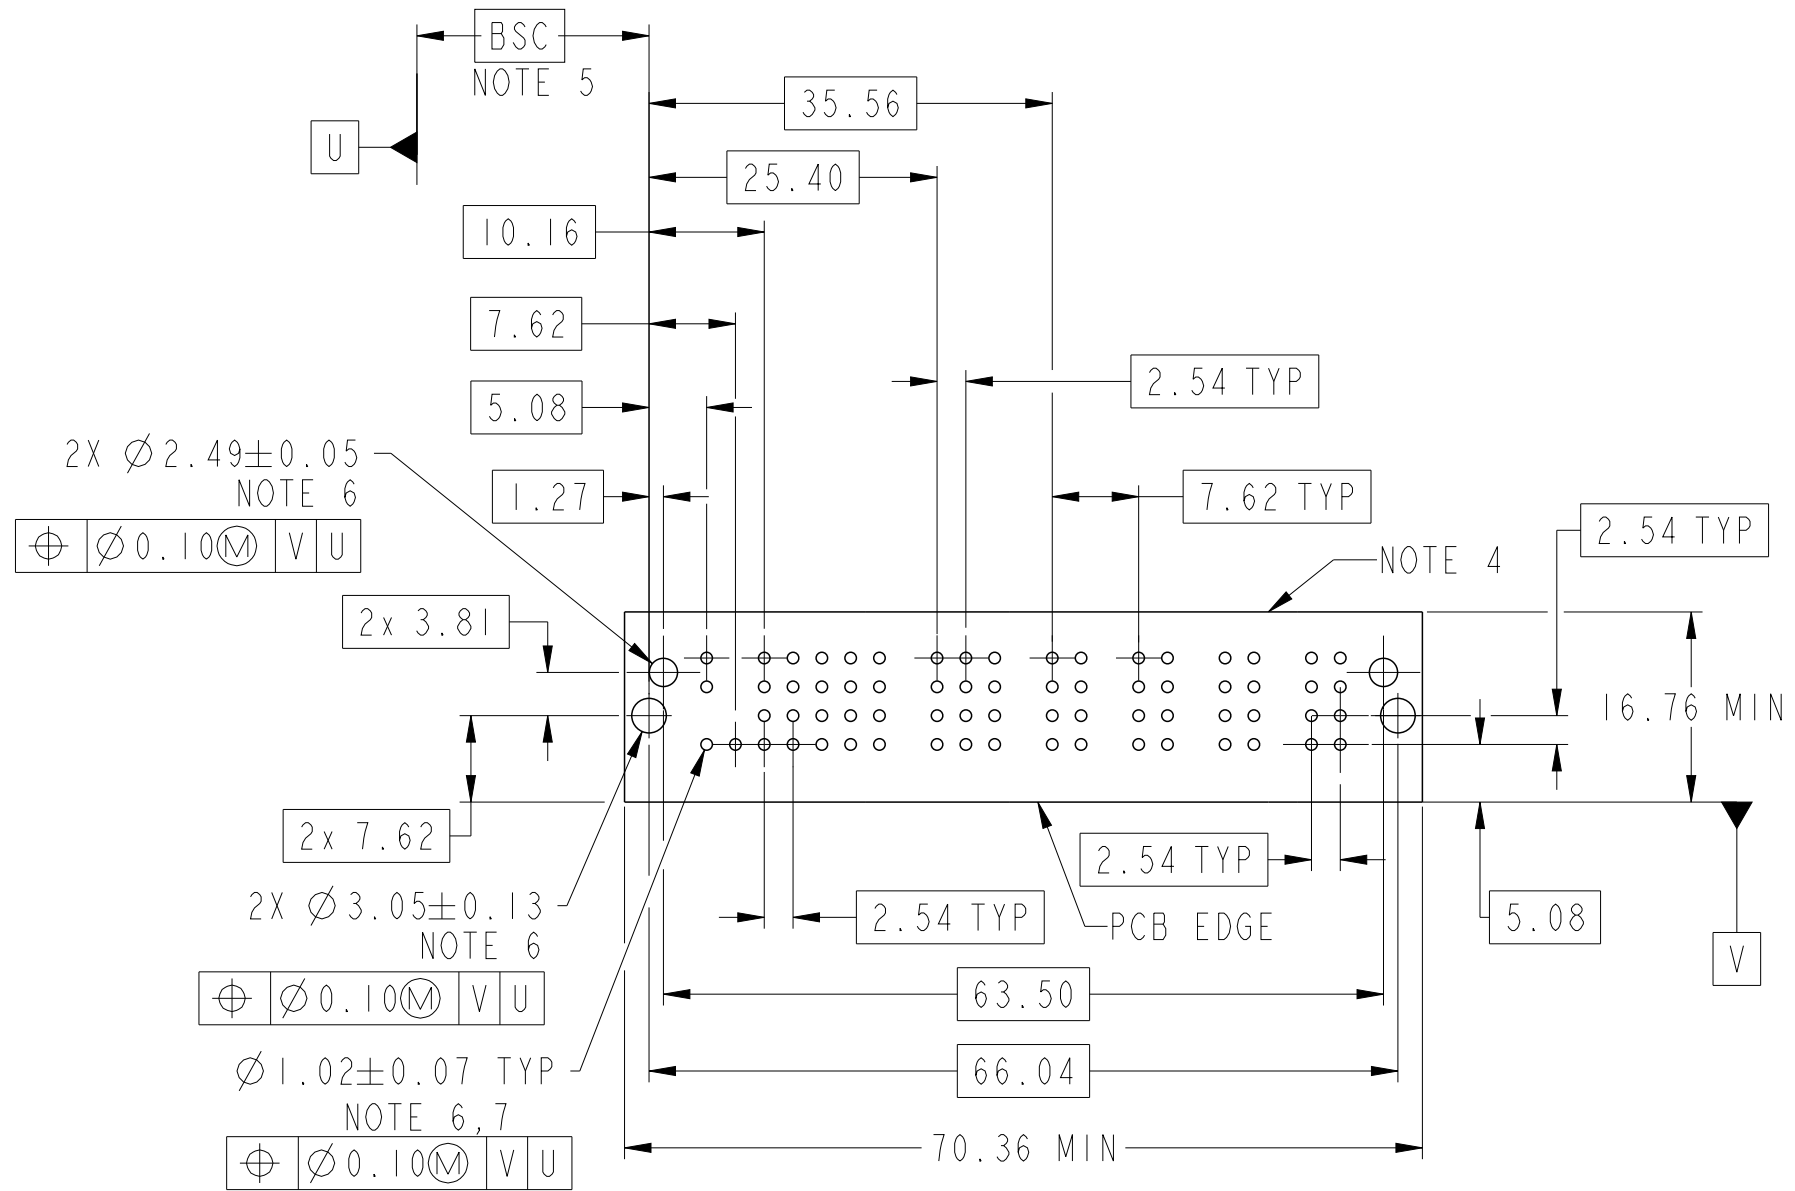 BSC
NOTE 5
35.56
U
25.40
10.16
7.62
2.54 TYP
5.08
2X ∅2.49±0.05
NOTE 6
1.27
7.62 TYP
2.54 TYP
⌖ ∅0.10Ⓜ V U
NOTE 4
2x 3.81
16.76 MIN
2x 7.62
2.54 TYP
2X ∅3.05±0.13
NOTE 6
2.54 TYP
PCB EDGE
5.08
V
⌖ ∅0.10Ⓜ V U
63.50
∅1.02±0.07 TYP
NOTE 6,7
66.04
⌖ ∅0.10Ⓜ V U
70.36 MIN